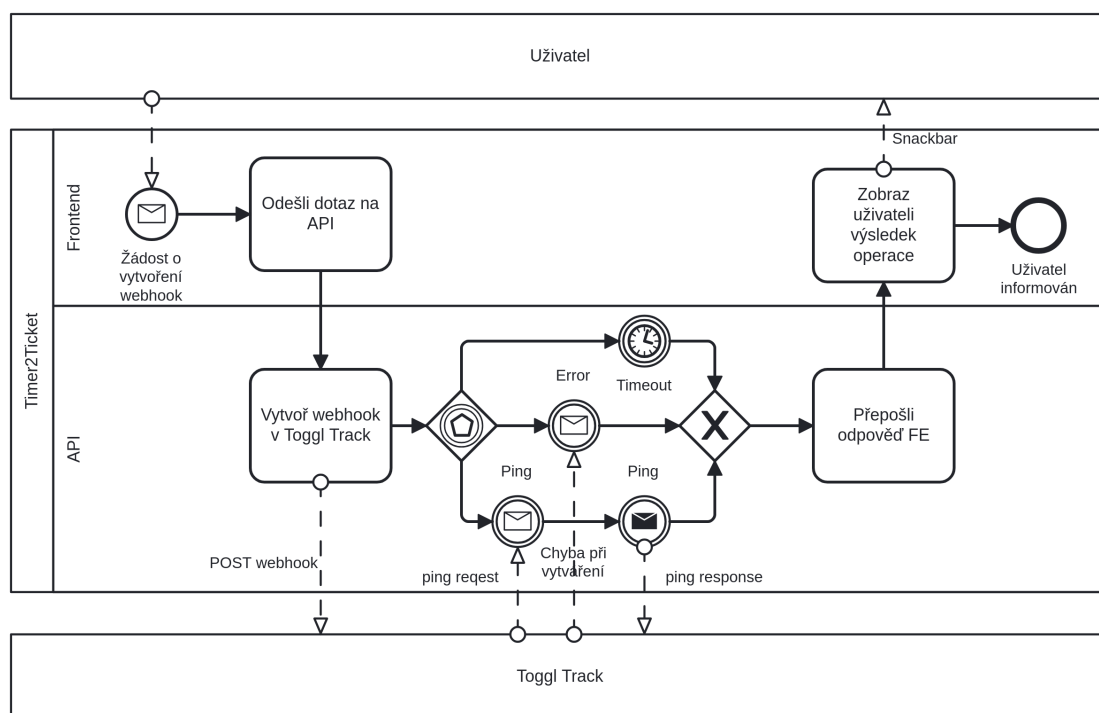 Uživatel
Snackbar
Timer2Ticket
Frontend
Žádost o
vytvoření
webhook
Odešli dotaz na
API
Zobraz
uživateli
výsledek
operace
Uživatel
informován
API
Vytvoř webhook
v Toggl Track
Error
Timeout
Ping
Ping
Přepošli
odpověď FE
POST webhook
ping reqest
Chyba při
vytváření
ping response
Toggl Track